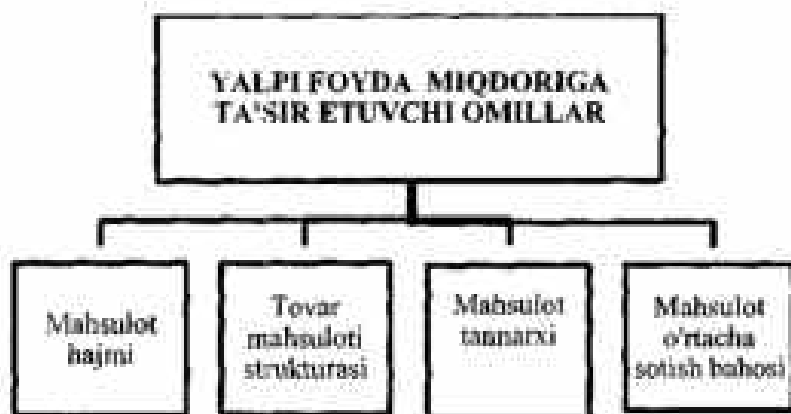 YALPI FOYDA MIQDORIGA
TA'SIR ETUVCHI OMILLAR
Mahsulot
hajmi
Tovar
mahsuloti
strukturasi
Mahsulot
tannarxi
Mahsulot
o'rtacha
sotish bahosi